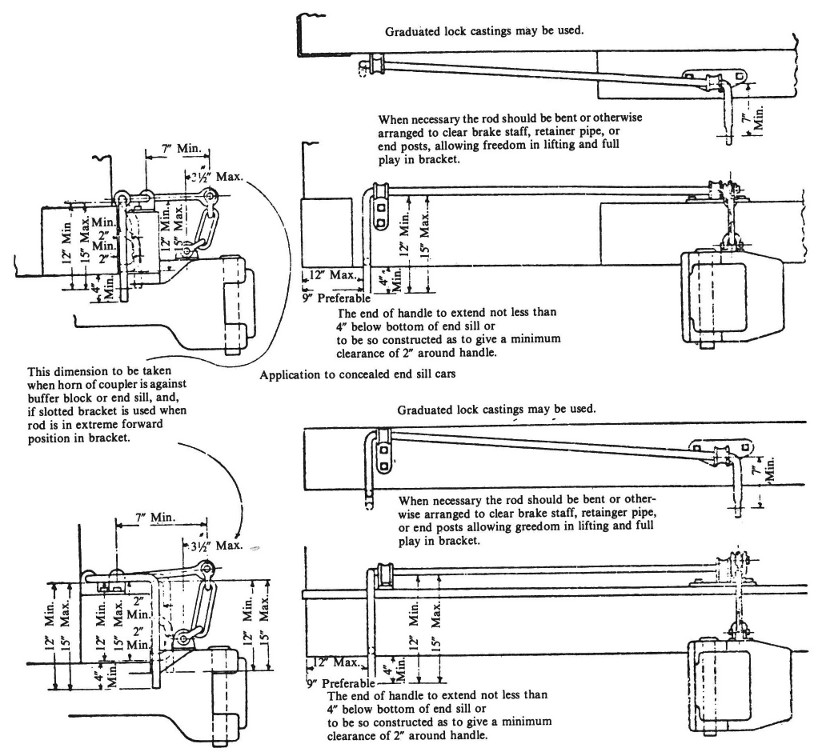 Graduated lock castings may be used.
7" Min.
When necessary the rod should be bent or otherwise
arranged to clear brake staff, retainer pipe, or
end posts, allowing freedom in lifting and full
play in bracket.
7" Min.
3½" Max.
12" Min
15" Max.
Min.
2"
Min.
2"
4" Min.
12" Min.
15" Max.
12" Min.
15" Max.
12" Max.
4" Min.
9" Preferable
The end of handle to extend not less than
4" below bottom of end sill or
to be so constructed as to give a minimum
clearance of 2" around handle.
This dimension to be taken
when horn of coupler is against
buffer block or end sill, and,
if slotted bracket is used when
rod is in extreme forward
position in bracket.
Application to concealed end sill cars
Graduated lock castings may be used.
7" Min.
When necessary the rod should be bent or other-
wise arranged to clear brake staff, retainger pipe,
or end posts allowing greedom in lifting and full
play in bracket.
7" Min.
3½" Max.
12" Min.
15" Max.
12" Min.
15" Max.
2"
Min.
2"
Min.
4" Min.
12" Min.
15" Max.
12" Min.
15" Max.
12" Max.
4" Min.
9" Preferable
The end of handle to extend not less than
4" below bottom of end sill or
to be so constructed as to give a minimum
clearance of 2" around handle.